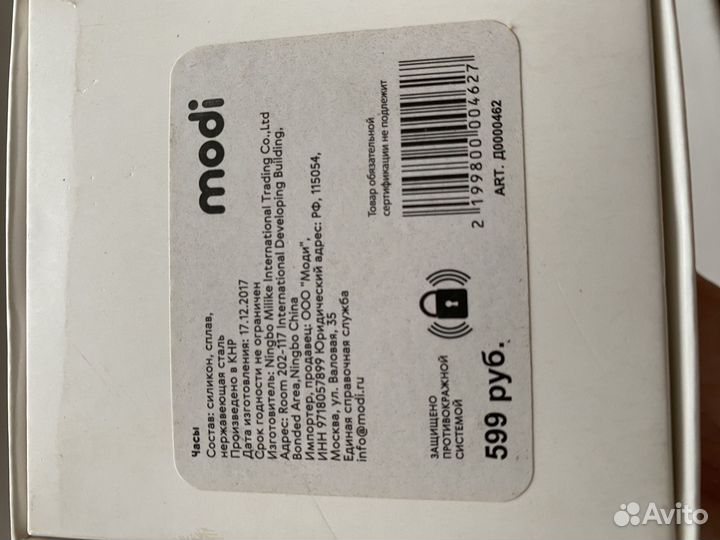 modi
Часы
Состав: силикон, сплав,
нержавеющая сталь
Произведено в КНР
Дата изготовления: 17.12.2017
Срок годности не ограничен
Изготовитель: Ningbo Milike International Trading Co.,Ltd
Адрес: Room 202-117 International Developing Building,
Bonded Area,Ningbo China
Импортер, продавец: ООО "Моди",
ИНН 9718057899 Юридический адрес: РФ, 115054,
Москва, ул. Валовая, 35
Единая справочная служба
info@modi.ru
Товар обязательной
сертификации не подлежит
2 199800 004627
АРТ. Д0000462
ЗАЩИЩЕНО
ПРОТИВОКРАЖНОЙ
СИСТЕМОЙ
599 руб.
Avito